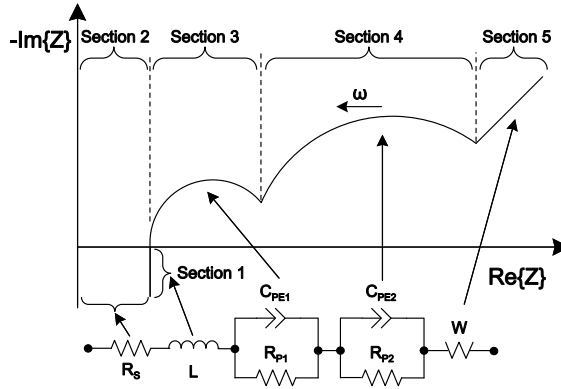 -Im{Z}
Section 2 Section 3 Section 4 Section 5
ω
Section 1
Re{Z}
C_PE1 C_PE2 W
R_P1 R_P2
R_S L